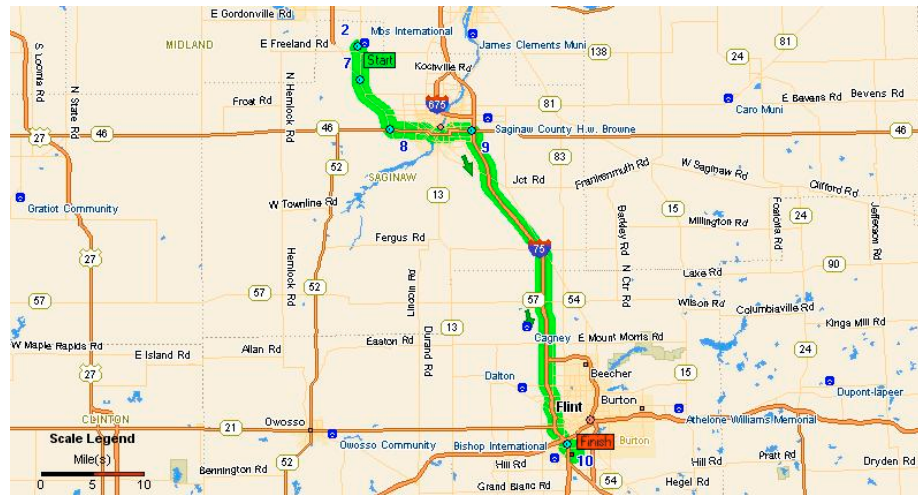 E Gordonville Rd
2
Mbs International
S Loomis Rd
MIDLAND
E Freeland Rd
James Clements Muni
138
N State Rd
N Hemlock Rd
7
Start
Kochville Rd
24
Frost Rd
675
81
Caro Muni
E Bevens Rd
Bevens Rd
81
27
46
46
8
9
Saginaw County H.w. Browne
46
52
83
W Saginaw Rd
SAGINAW
Jct Rd
Frankenmuth Rd
Clifford Rd
Gratiot Community
W Townline Rd
13
15
Fostoria Rd
24
Jefferson Rd
Barkley Rd
Millington Rd
Fergus Rd
75
27
Hemlock Rd
Lincoln Rd
N Ctr Rd
Lake Rd
90
57
57
52
57
54
Wilson Rd
Columbiaville Rd
13
Durand Rd
Kings Mill Rd
W Maple Rapids Rd
E Island Rd
Allan Rd
Easton Rd
Cagney
E Mount Morris Rd
24
27
Beecher
15
Dalton
Burton
Dupont-lapeer
CLINTON
Flint
21
Owosso
Athelone Williams Memorial
Scale Legend
Mile(s)
0 5 10
52
Owosso Community
Bishop International
Finish
Burton
Bennington Rd
Hill Rd
10
Hill Rd
Pratt Rd
Dryden Rd
Grand Blanc Rd
54
Hegel Rd
15